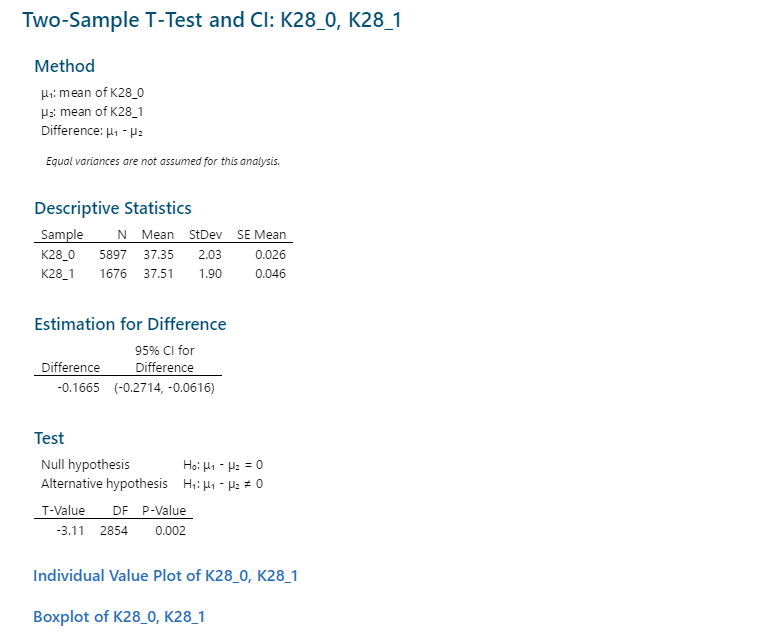 Two-Sample T-Test and CI: K28_0, K28_1
Method
μ₁: mean of K28_0
μ₂: mean of K28_1
Difference: μ₁ - μ₂
Equal variances are not assumed for this analysis.
Descriptive Statistics
Sample N Mean StDev SE Mean
K28_0 5897 37.35 2.03 0.026
K28_1 1676 37.51 1.90 0.046
Estimation for Difference
95% CI for
Difference Difference
-0.1665 (-0.2714, -0.0616)
Test
Null hypothesis H₀: μ₁ - μ₂ = 0
Alternative hypothesis H₁: μ₁ - μ₂ ≠ 0
T-Value DF P-Value
-3.11 2854 0.002
Individual Value Plot of K28_0, K28_1
Boxplot of K28_0, K28_1